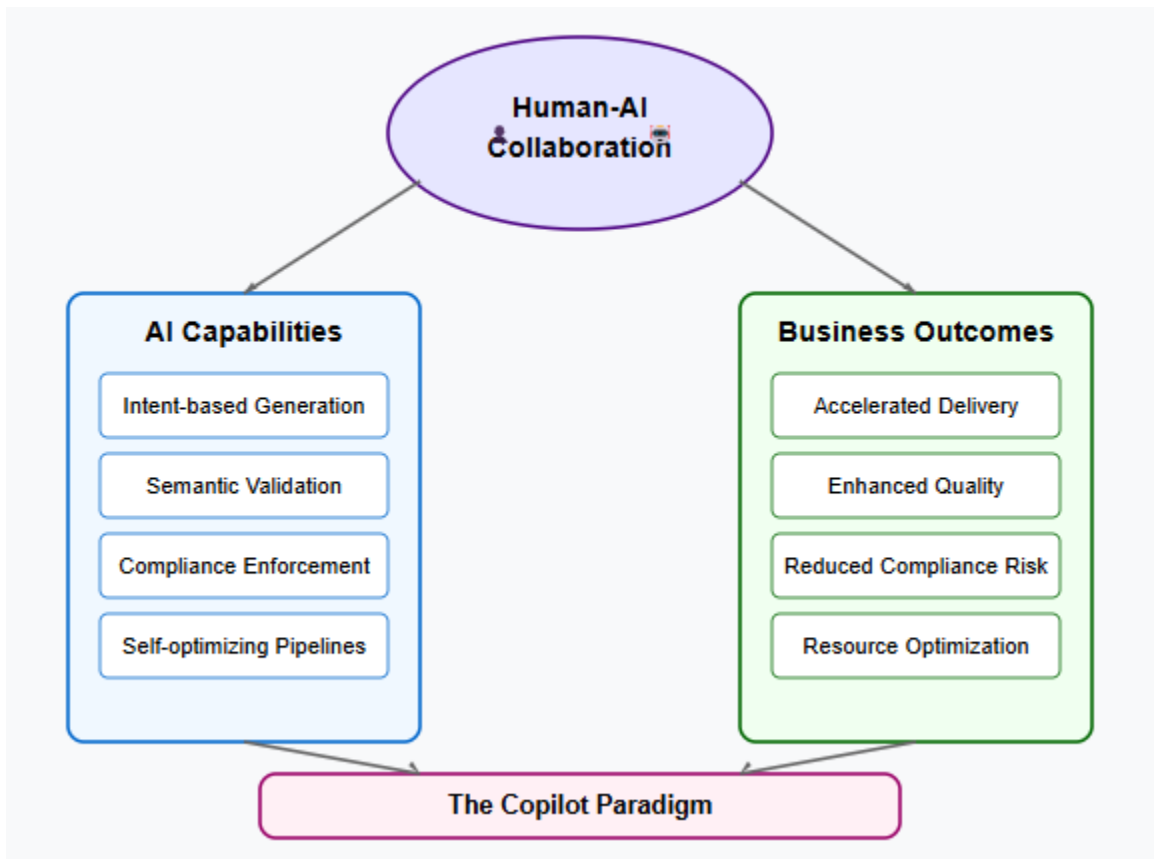 Human-AI
Collaboration
AI Capabilities
Intent-based Generation
Semantic Validation
Compliance Enforcement
Self-optimizing Pipelines
Business Outcomes
Accelerated Delivery
Enhanced Quality
Reduced Compliance Risk
Resource Optimization
The Copilot Paradigm